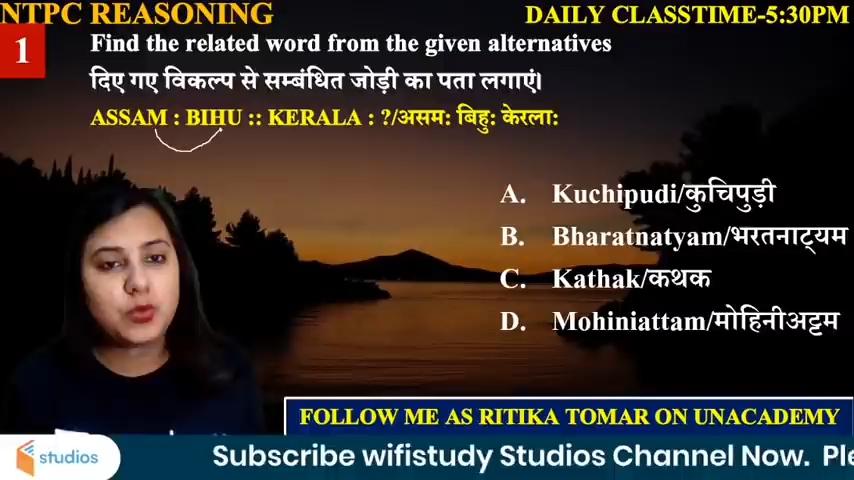 NTPC REASONING
DAILY CLASSTIME-5:30PM
1
Find the related word from the given alternatives
दिए गए विकल्प से सम्बंधित जोड़ी का पता लगाएं।
ASSAM : BIHU :: KERALA : ?/असम: बिहु: केरला:
A. Kuchipudi/कुचिपुड़ी
B. Bharatnatyam/भरतनाट्यम
C. Kathak/कथक
D. Mohiniattam/मोहिनीअट्टम
FOLLOW ME AS RITIKA TOMAR ON UNACADEMY
studios
Subscribe wifistudy Studios Channel Now. Ple